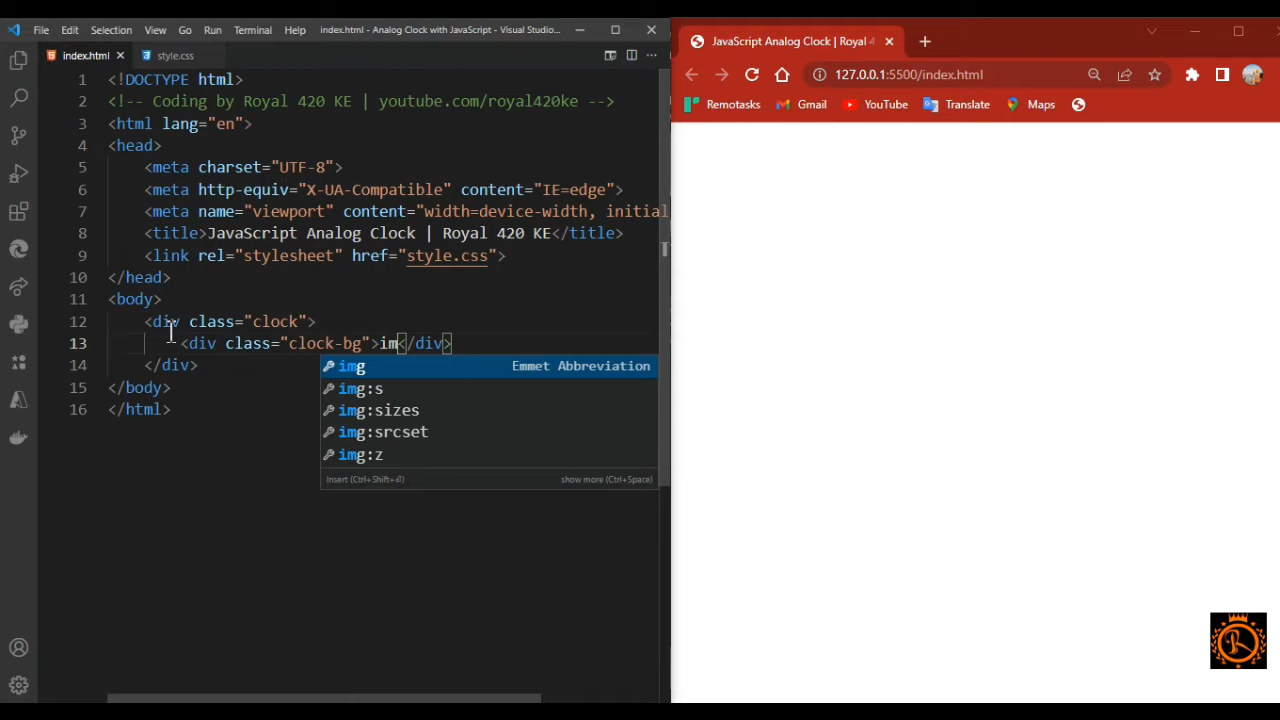 File Edit Selection View Go Run Terminal Help index.html - Analog Clock with JavaScript - Visual Studio...
index.html style.css
1 <!DOCTYPE html>
2 <!-- Coding by Royal 420 KE | youtube.com/royal420ke -->
3 <html lang="en">
4 <head>
5 <meta charset="UTF-8">
6 <meta http-equiv="X-UA-Compatible" content="IE=edge">
7 <meta name="viewport" content="width=device-width, initial
8 <title>JavaScript Analog Clock | Royal 420 KE</title>
9 <link rel="stylesheet" href="style.css">
10 </head>
11 <body>
12 <div class="clock">
13 <div class="clock-bg">im</div>
img Emmet Abbreviation
14 </div>
img:s
15 </body>
img:sizes
16 </html>
img:srcset
img:z
Insert (Ctrl+Shift+⏎) show more (Ctrl+Space)
JavaScript Analog Clock | Royal 4
127.0.0.1:5500/index.html
Remotasks Gmail YouTube Translate Maps
R